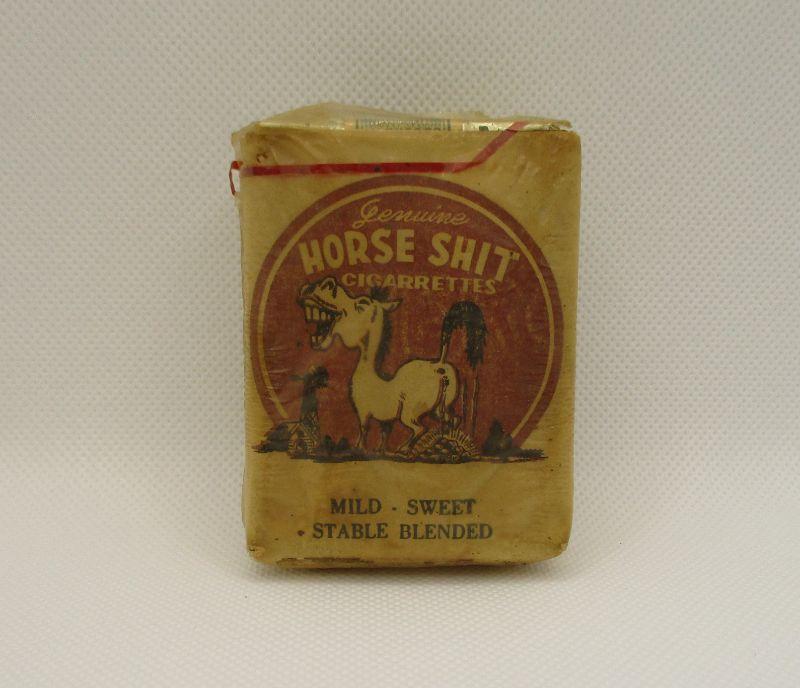 Genuine
HORSE SHIT
CIGARRETTES
MILD - SWEET
STABLE BLENDED